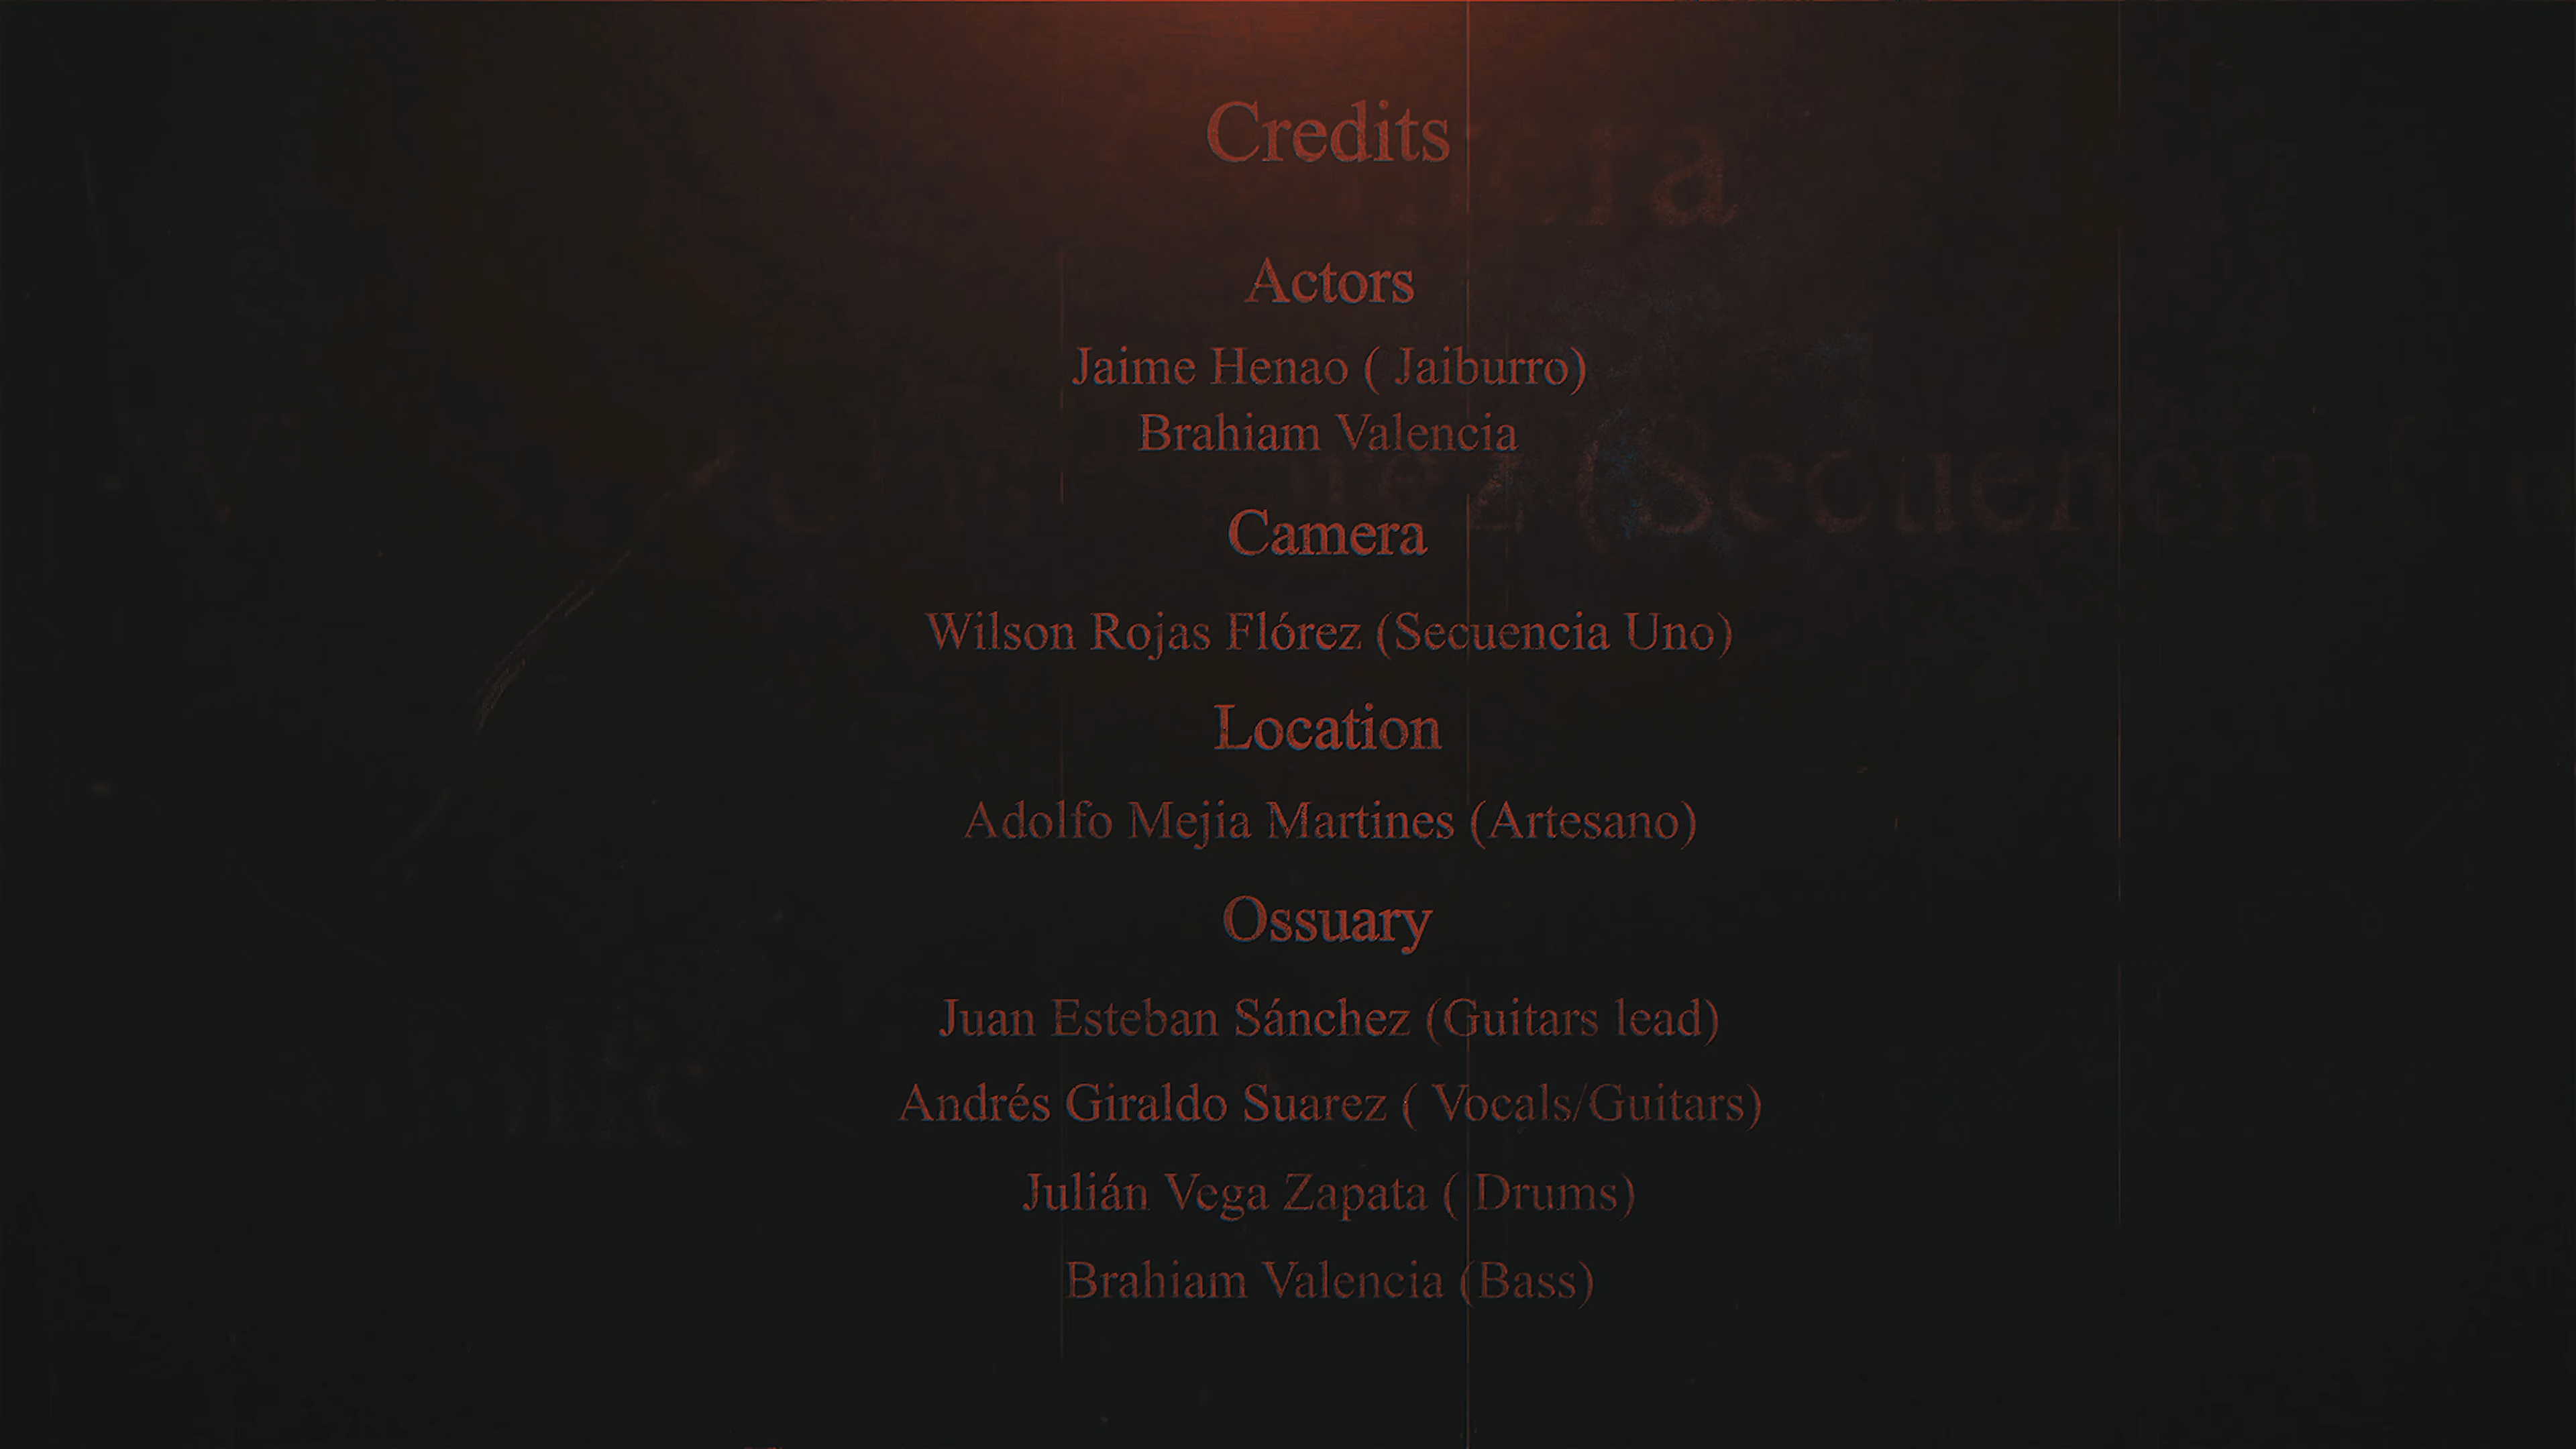 Credits
Actors
Jaime Henao ( Jaiburro)
Brahiam Valencia
Camera
Wilson Rojas Flórez (Secuencia Uno)
Location
Adolfo Mejia Martines (Artesano)
Ossuary
Juan Esteban Sánchez (Guitars lead)
Andrés Giraldo Suarez ( Vocals/Guitars)
Julián Vega Zapata ( Drums)
Brahiam Valencia (Bass)